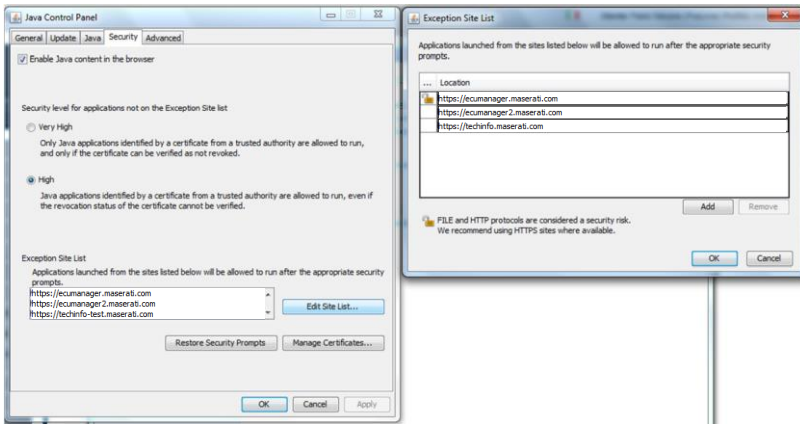 Java Control Panel
General Update Java Security Advanced
Enable Java content in the browser
Security level for applications not on the Exception Site list
Very High
Only Java applications identified by a certificate from a trusted authority are allowed to run,
and only if the certificate can be verified as not revoked.
High
Java applications identified by a certificate from a trusted authority are allowed to run, even if
the revocation status of the certificate cannot be verified.
Exception Site List
Applications launched from the sites listed below will be allowed to run after the appropriate security
prompts.
https://ecumanager.maserati.com
https://ecumanager2.maserati.com
https://techinfo-test.maserati.com
Edit Site List...
Restore Security Prompts Manage Certificates...
OK Cancel Apply
Exception Site List
Applications launched from the sites listed below will be allowed to run after the appropriate security
prompts.
... Location
https://ecumanager.maserati.com
https://ecumanager2.maserati.com
https://techinfo.maserati.com
Add Remove
FILE and HTTP protocols are considered a security risk.
We recommend using HTTPS sites where available.
OK Cancel